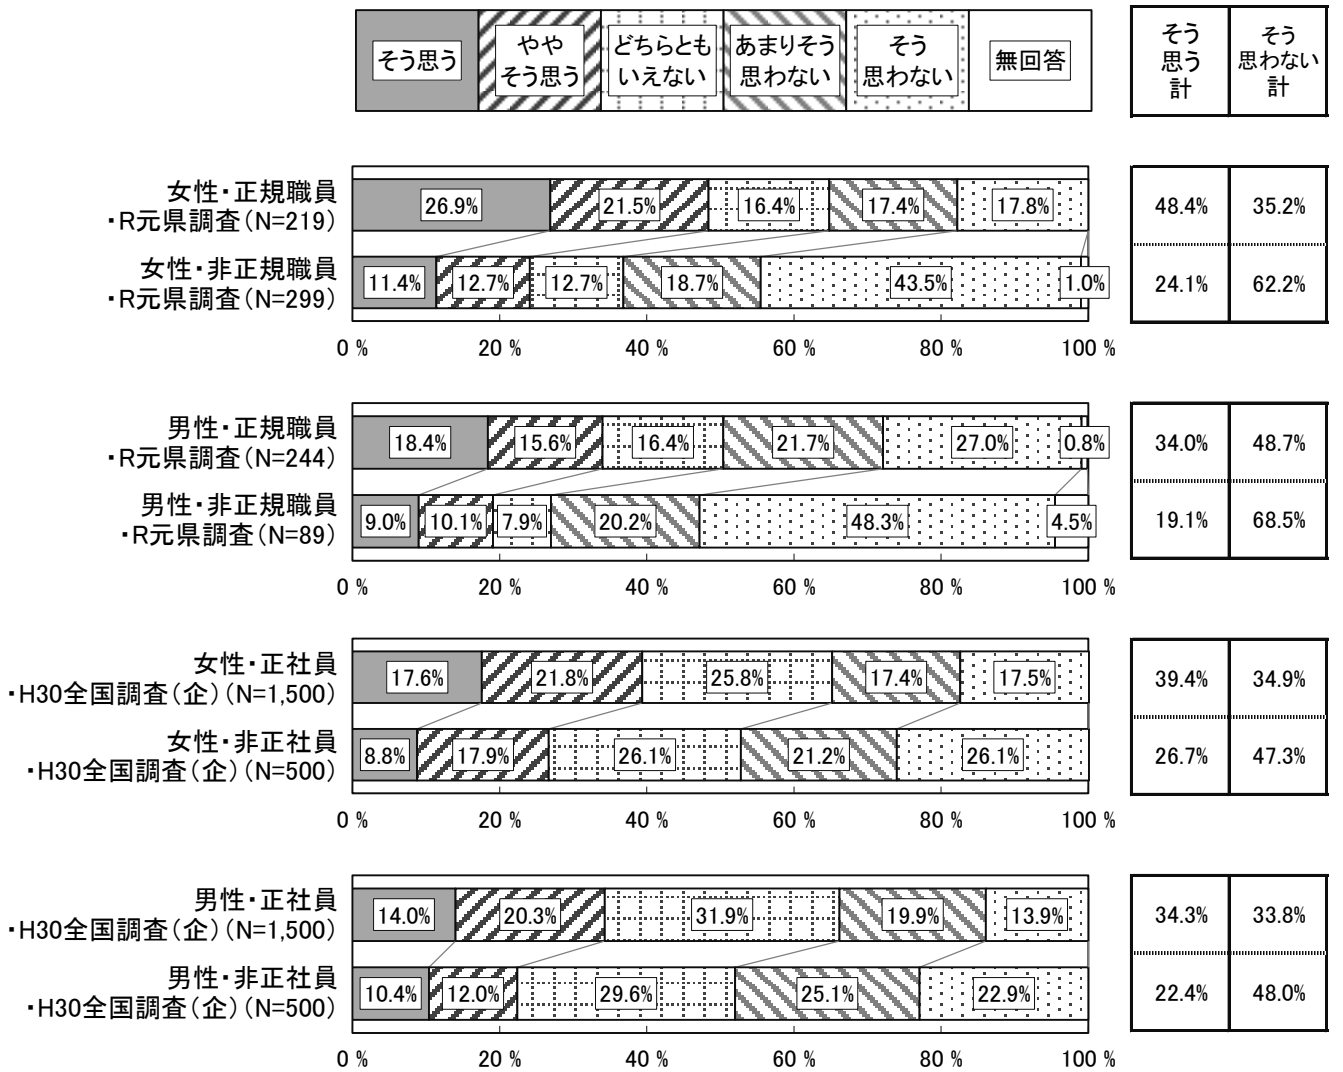 そう思う
やや
そう思う
どちらとも
いえない
あまりそう
思わない
そう
思わない
無回答
そう
思う
計
そう
思わない
計
女性・正規職員
・R元県調査(N=219)
26.9%
21.5%
16.4%
17.4%
17.8%
48.4%
35.2%
女性・非正規職員
・R元県調査(N=299)
11.4%
12.7%
12.7%
18.7%
43.5%
1.0%
24.1%
62.2%
0 %
20 %
40 %
60 %
80 %
100 %
男性・正規職員
・R元県調査(N=244)
18.4%
15.6%
16.4%
21.7%
27.0%
0.8%
34.0%
48.7%
男性・非正規職員
・R元県調査(N=89)
9.0%
10.1%
7.9%
20.2%
48.3%
4.5%
19.1%
68.5%
0 %
20 %
40 %
60 %
80 %
100 %
女性・正社員
・H30全国調査(企)(N=1,500)
17.6%
21.8%
25.8%
17.4%
17.5%
39.4%
34.9%
女性・非正社員
・H30全国調査(企)(N=500)
8.8%
17.9%
26.1%
21.2%
26.1%
26.7%
47.3%
0 %
20 %
40 %
60 %
80 %
100 %
男性・正社員
・H30全国調査(企)(N=1,500)
14.0%
20.3%
31.9%
19.9%
13.9%
34.3%
33.8%
男性・非正社員
・H30全国調査(企)(N=500)
10.4%
12.0%
29.6%
25.1%
22.9%
22.4%
48.0%
0 %
20 %
40 %
60 %
80 %
100 %